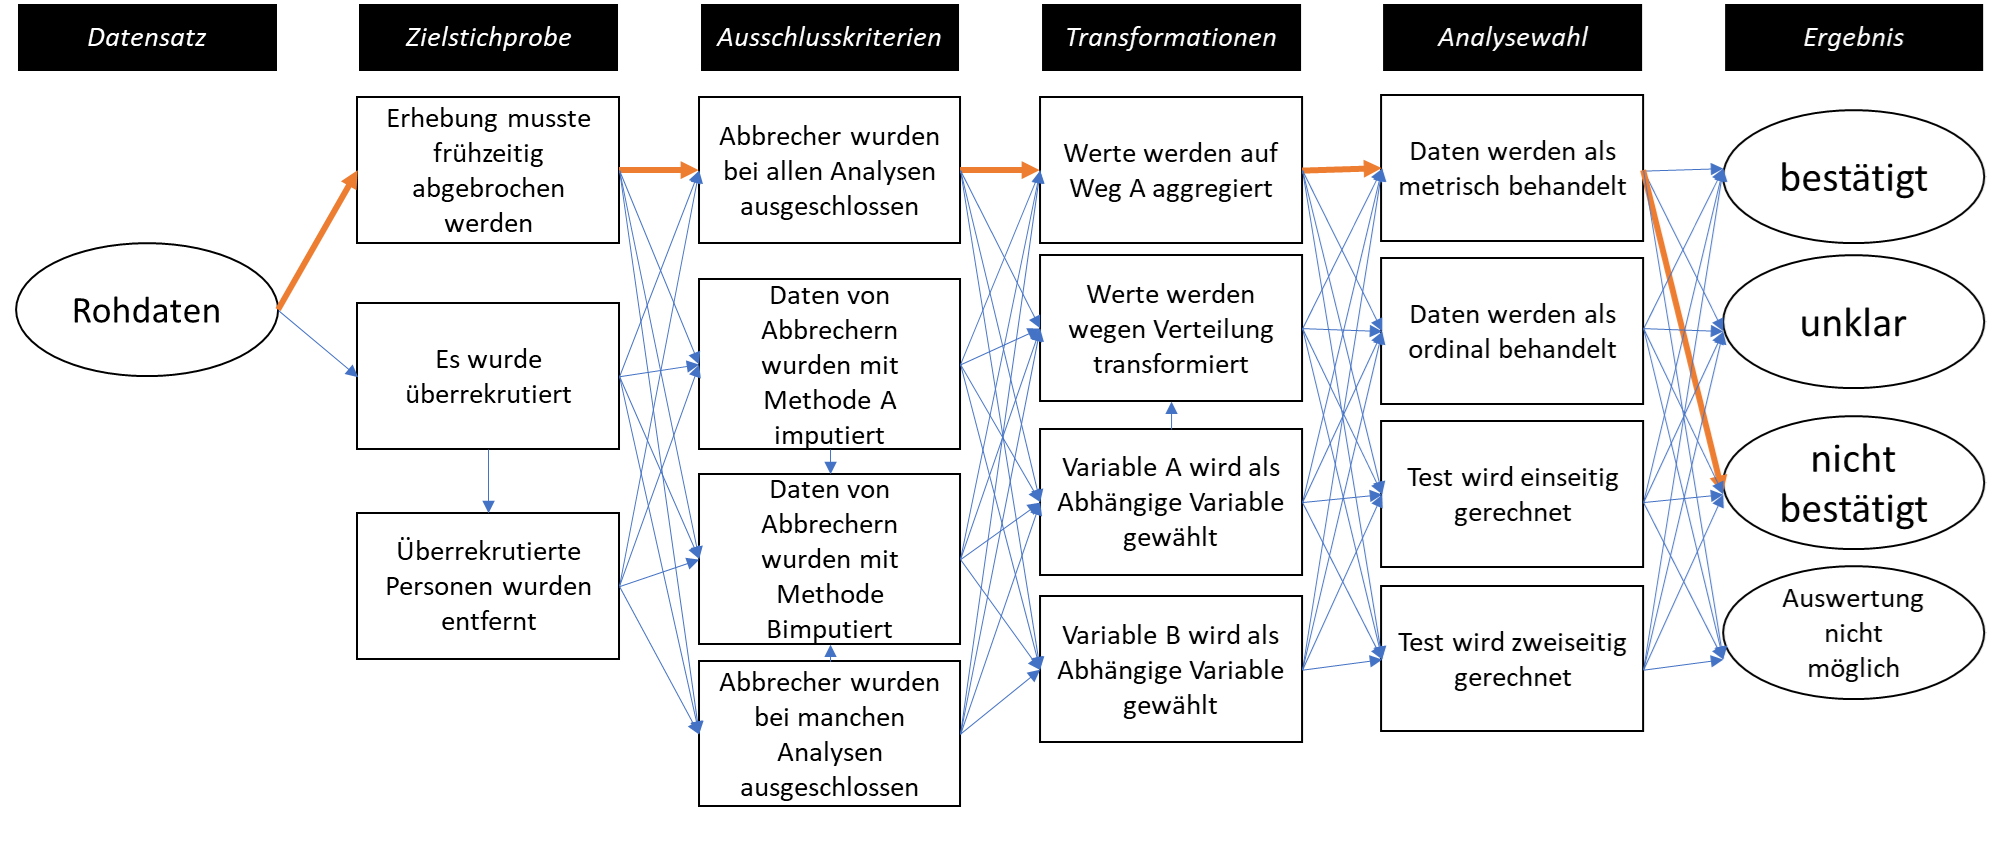 Datensatz
Zielstichprobe
Ausschlusskriterien
Transformationen
Analysewahl
Ergebnis
Rohdaten
Erhebung musste
frühzeitig
abgebrochen
werden
Es wurde
überrekrutiert
Überrekrutierte
Personen wurden
entfernt
Abbrecher wurden
bei allen Analysen
ausgeschlossen
Daten von
Abbrechern
wurden mit
Methode A
imputiert
Daten von
Abbrechern
wurden mit
Methode
Bimputiert
Abbrecher wurden
bei manchen
Analysen
ausgeschlossen
Werte werden auf
Weg A aggregiert
Werte werden
wegen Verteilung
transformiert
Variable A wird als
Abhängige Variable
gewählt
Variable B wird als
Abhängige Variable
gewählt
Daten werden als
metrisch behandelt
Daten werden als
ordinal behandelt
Test wird einseitig
gerechnet
Test wird zweiseitig
gerechnet
bestätigt
unklar
nicht
bestätigt
Auswertung
nicht
möglich